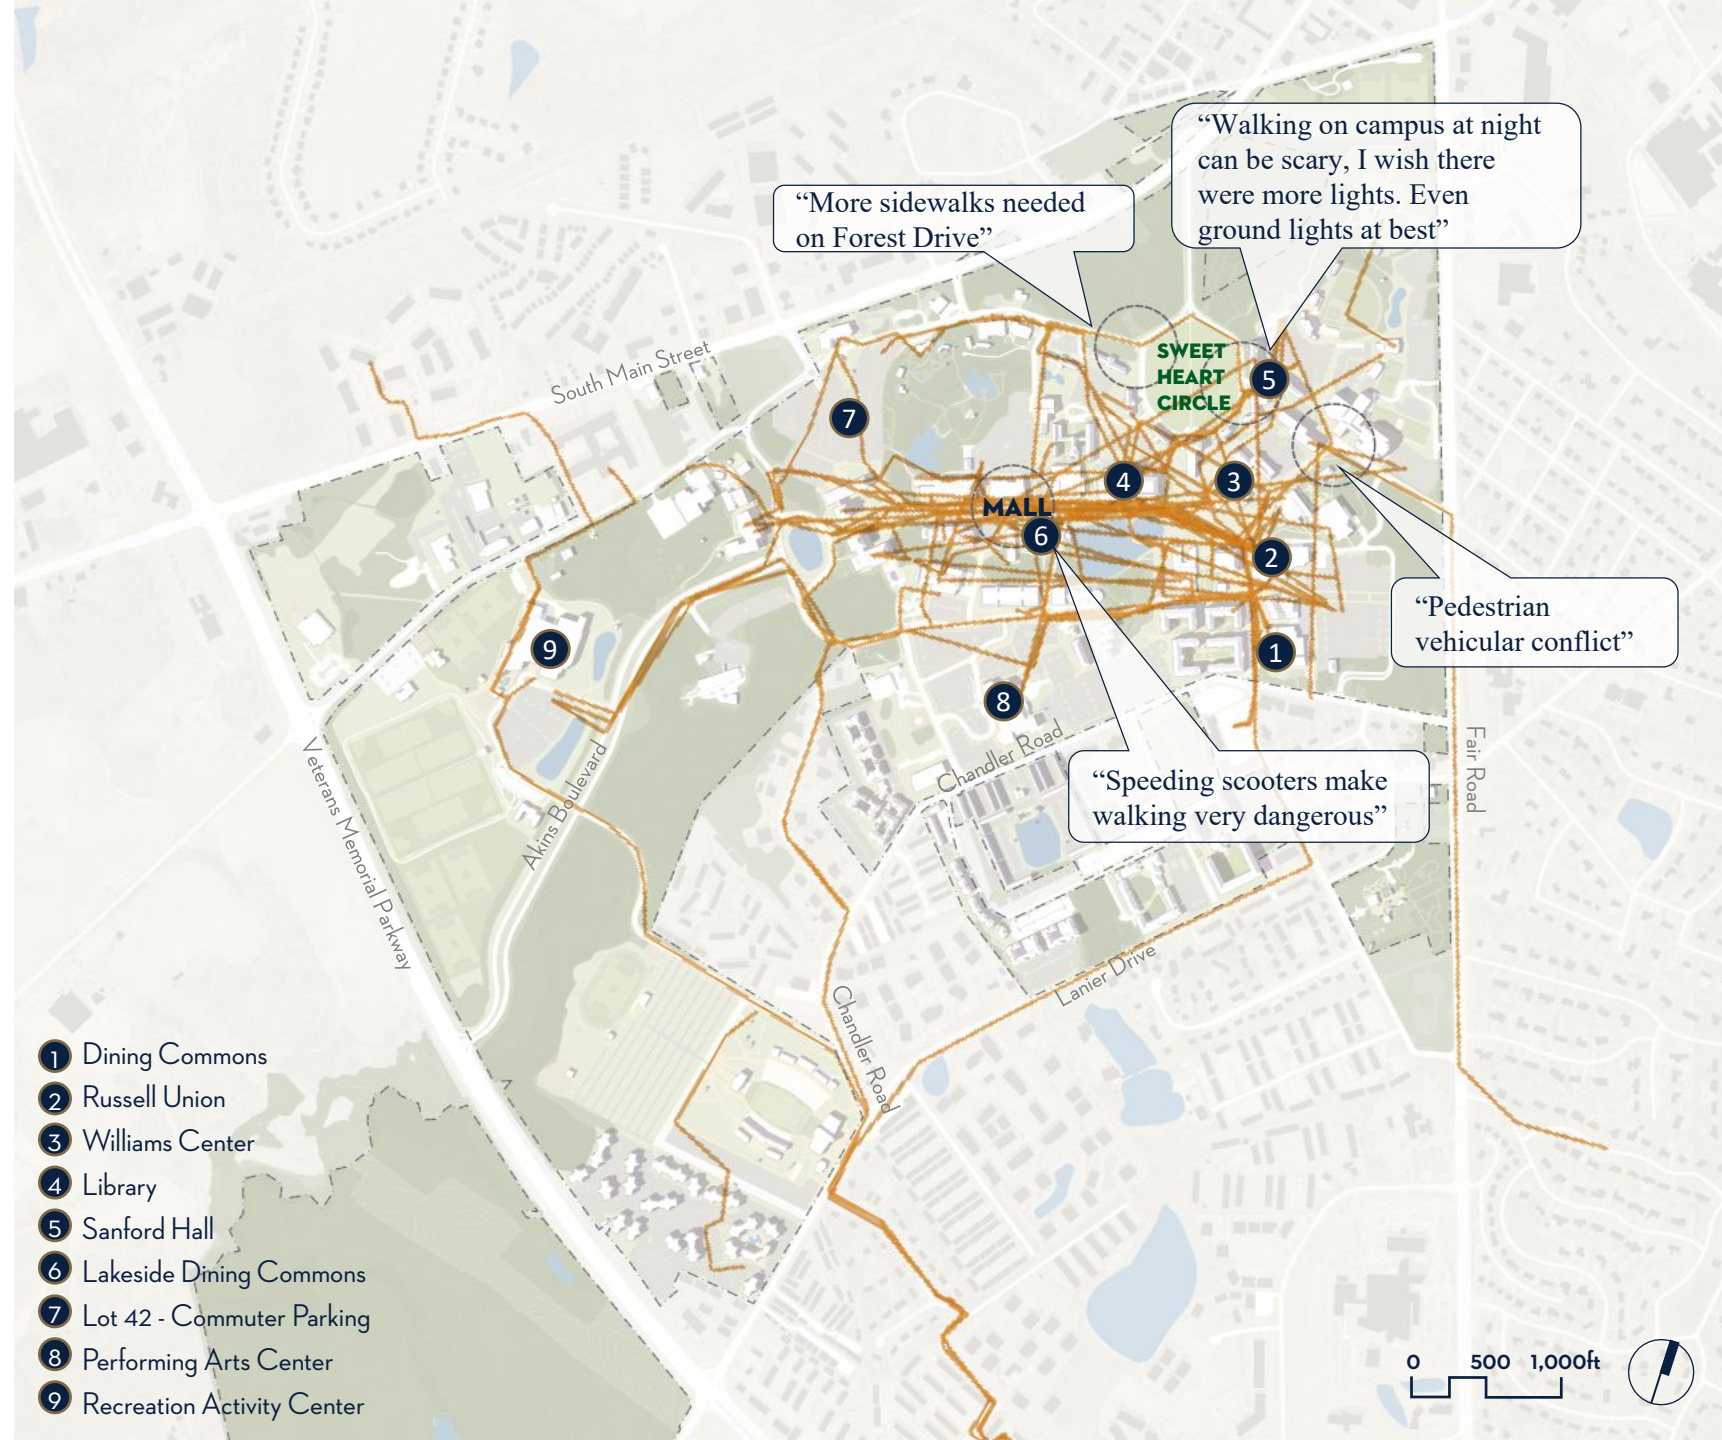 “Walking on campus at night
can be scary, I wish there
were more lights. Even
ground lights at best”
“More sidewalks needed
on Forest Drive”
South Main Street
SWEET
HEART
CIRCLE
5
7
4
3
MALL
6
2
“Pedestrian
vehicular conflict”
9
1
8
Chandler Road
“Speeding scooters make
walking very dangerous”
Fair Road
Veterans Memorial Parkway
Akins Boulevard
Lanier Drive
Chandler Road
1 Dining Commons
2 Russell Union
3 Williams Center
4 Library
5 Sanford Hall
6 Lakeside Dining Commons
7 Lot 42 - Commuter Parking
8 Performing Arts Center
9 Recreation Activity Center
0 500 1,000ft